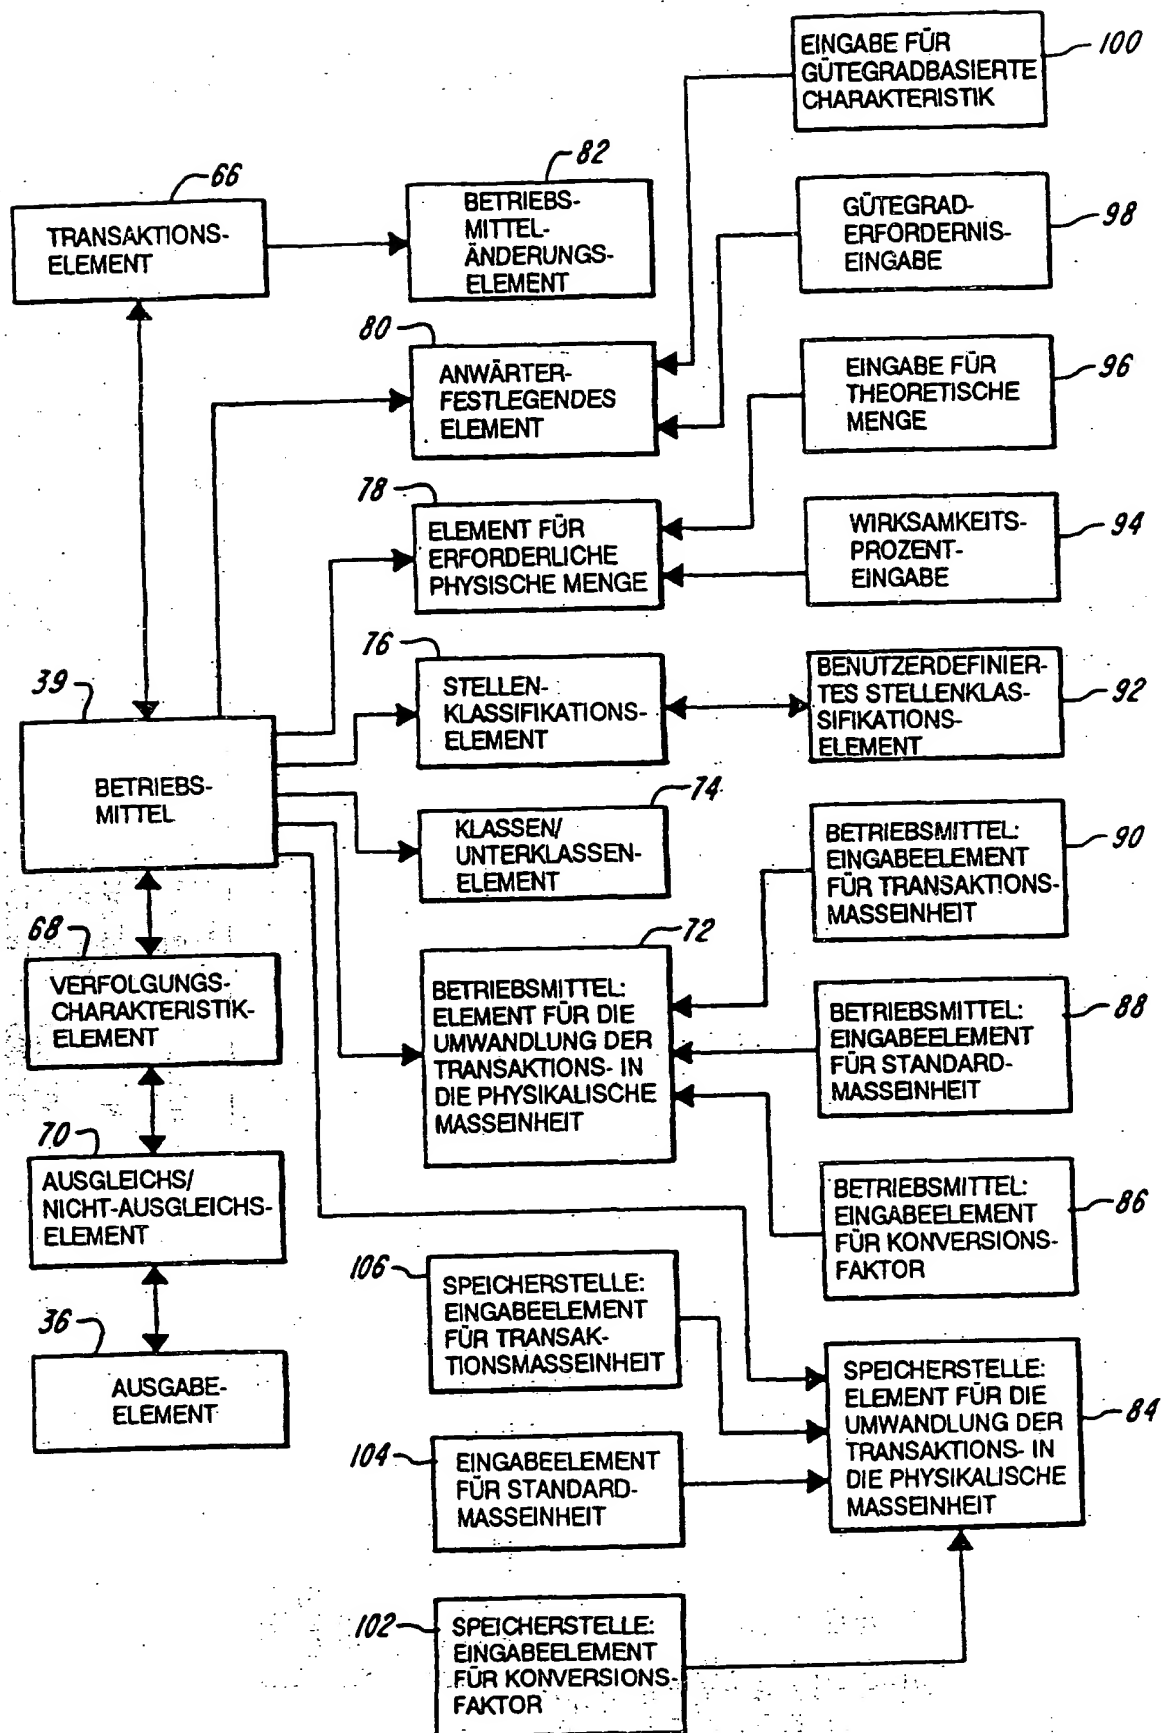 EINGABE FÜR
GÜTEGRADBASIERTE
CHARAKTERISTIK
100
66
TRANSAKTIONS-
ELEMENT
82
BETRIEBS-
MITTEL-
ÄNDERUNGS-
ELEMENT
GÜTEGRAD-
ERFORDERNIS-
EINGABE
98
80
ANWÄRTER-
FESTLEGENDES
ELEMENT
EINGABE FÜR
THEORETISCHE
MENGE
96
78
ELEMENT FÜR
ERFORDERLICHE
PHYSISCHE MENGE
WIRKSAMKEITS-
PROZENT-
EINGABE
94
76
STELLEN-
KLASSIFIKATIONS-
ELEMENT
BENUTZERDEFINIER-
TES STELLENKLAS-
SIFIKATIONS-
ELEMENT
92
39
BETRIEBS-
MITTEL
74
KLASSEN/
UNTERKLASSEN-
ELEMENT
BETRIEBSMITTEL:
EINGABEELEMENT
FÜR TRANSAKTIONS-
MASSEINHEIT
90
68
VERFOLGUNGS-
CHARAKTERISTIK-
ELEMENT
72
BETRIEBSMITTEL:
ELEMENT FÜR DIE
UMWANDLUNG DER
TRANSAKTIONS- IN
DIE PHYSIKALISCHE
MASSEINHEIT
BETRIEBSMITTEL:
EINGABEELEMENT
FÜR STANDARD-
MASSEINHEIT
88
70
AUSGLEICHS/
NICHT-AUSGLEICHS-
ELEMENT
BETRIEBSMITTEL:
EINGABEELEMENT
FÜR KONVERSIONS-
FAKTOR
86
36
AUSGABE-
ELEMENT
106
SPEICHERSTELLE:
EINGABEELEMENT
FÜR TRANSAK-
TIONSMASSEINHEIT
SPEICHERSTELLE:
ELEMENT FÜR DIE
UMWANDLUNG DER
TRANSAKTIONS- IN
DIE PHYSIKALISCHE
MASSEINHEIT
84
104
EINGABEELEMENT
FÜR STANDARD-
MASSEINHEIT
102
SPEICHERSTELLE:
EINGABEELEMENT
FÜR KONVERSIONS-
FAKTOR